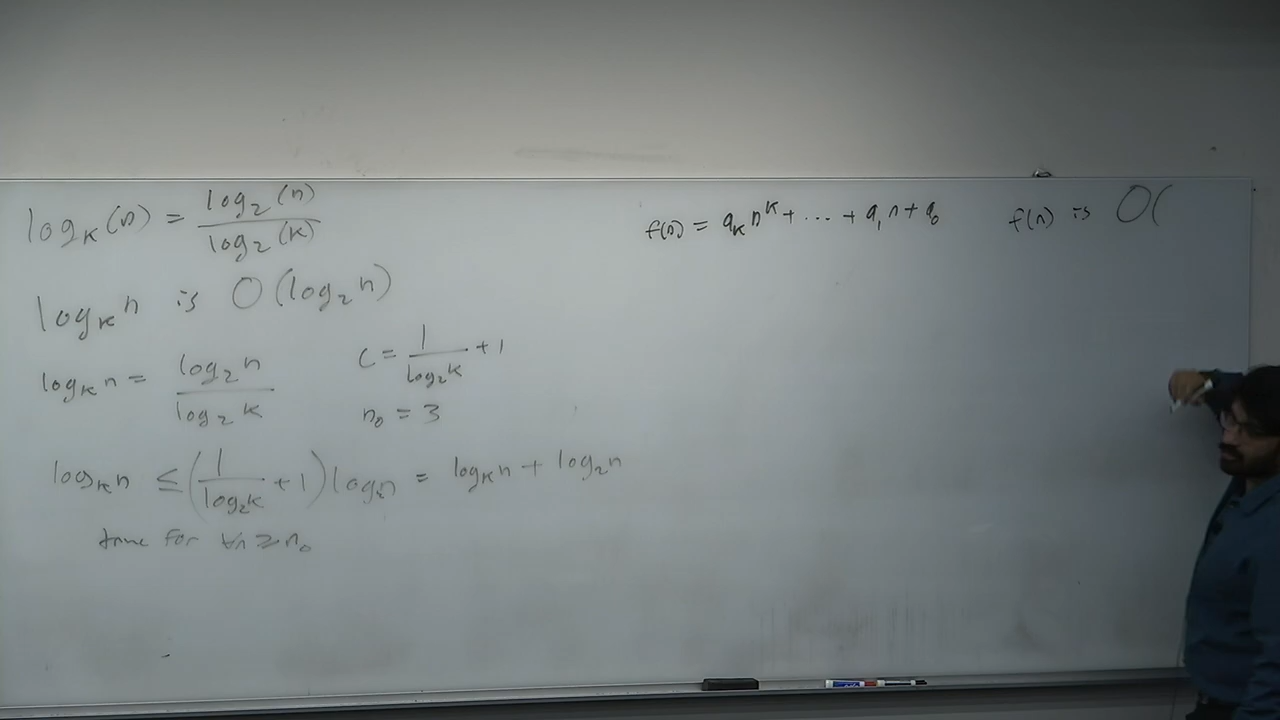 log_k(n) = log_2(n) / log_2(k)
log_k n is O(log_2 n)
log_k n = log_2 n / log_2 k
c = 1 / log_2 k + 1
n_0 = 3
log_k n ≤ (1 / log_2 k + 1) log_2 n = log_k n + log_2 n
true for ∀n ≥ n_0
f(n) = a_k n^k + ... + a_1 n + a_0
f(n) is O(